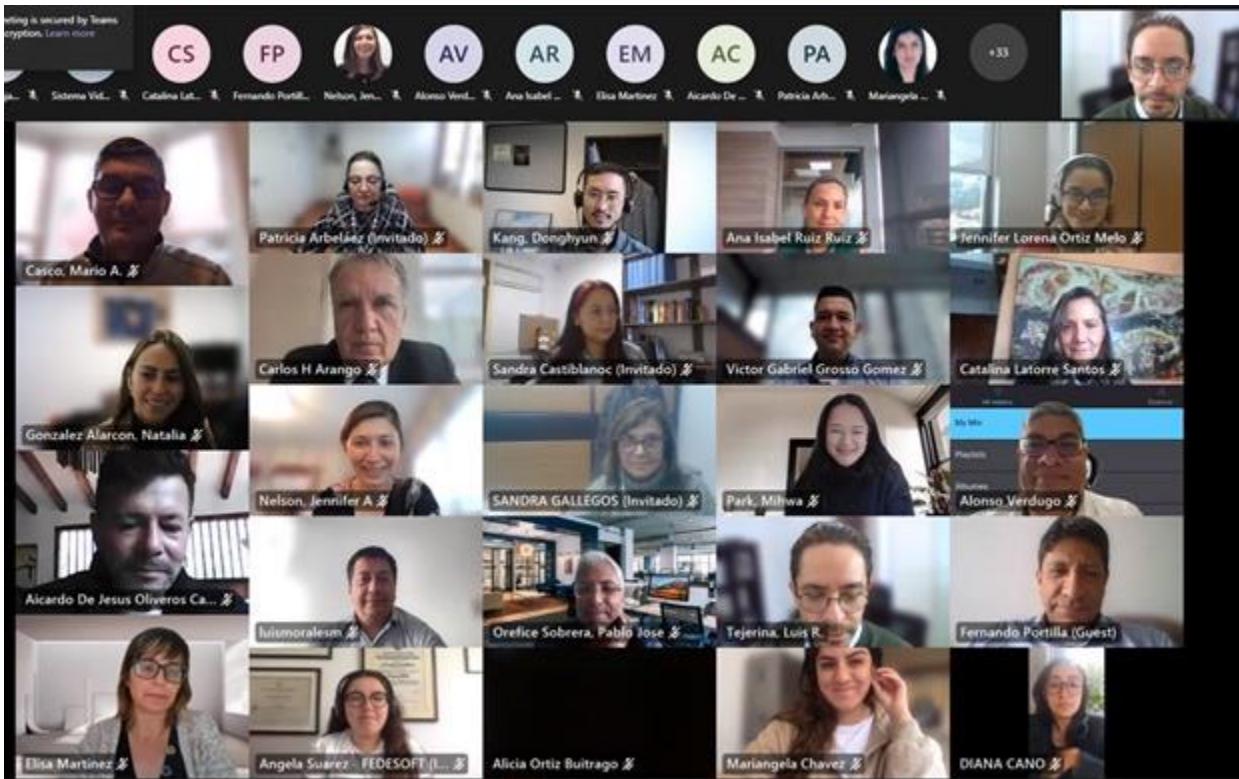 eting is secured by Teams
cryption. Learn more
CS
FP
AV
AR
EM
AC
PA
+33
Sistema Vid...
Catalina Lat...
Fernando Portill...
Nelson, Jen...
Alonso Verd...
Ana Isabel ...
Elisa Martinez
Aicardo De ...
Patricia Arb...
Mariangela ...
Casco, Mario A.
Patricia Arbeláez (Invitado)
Kang, Donghyun
Ana Isabel Ruiz Ruiz
Jennifer Lorena Ortiz Melo
Gonzalez Alarcon, Natalia
Carlos H Arango
Sandra Castiblanoc (Invitado)
Victor Gabriel Grosso Gomez
Catalina Latorre Santos
My Mix
Playlists
Albumes
Nelson, Jennifer A
SANDRA GALLEGOS (Invitado)
Park, Mihwa
Alonso Verdugo
Aicardo De Jesus Oliveros Ca...
luismoralesm
Orefice Sobrera, Pablo Jose
Tejerina, Luis R.
Fernando Portilla (Guest)
Elisa Martinez
Angela Suarez - FEDESOFT (I...
Alicia Ortiz Buitrago
Mariangela Chavez
DIANA CANO